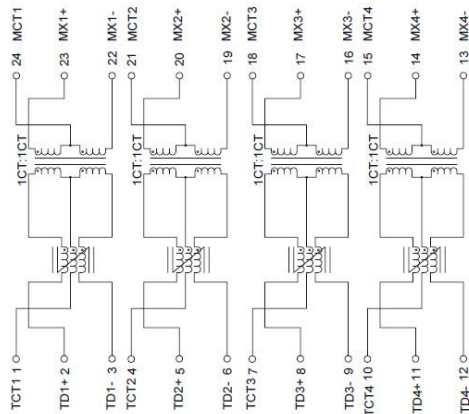 24 MCT1
23 MX1+
22 MX1-
21 MCT2
20 MX2+
19 MX2-
18 MCT3
17 MX3+
16 MX3-
15 MCT4
14 MX4+
13 MX4-
1CT:1CT
1CT:1CT
1CT:1CT
1CT:1CT
TCT1 1
TD1+ 2
TD1- 3
TCT2 4
TD2+ 5
TD2- 6
TCT3 7
TD3+ 8
TD3- 9
TCT4 10
TD4+ 11
TD4- 12